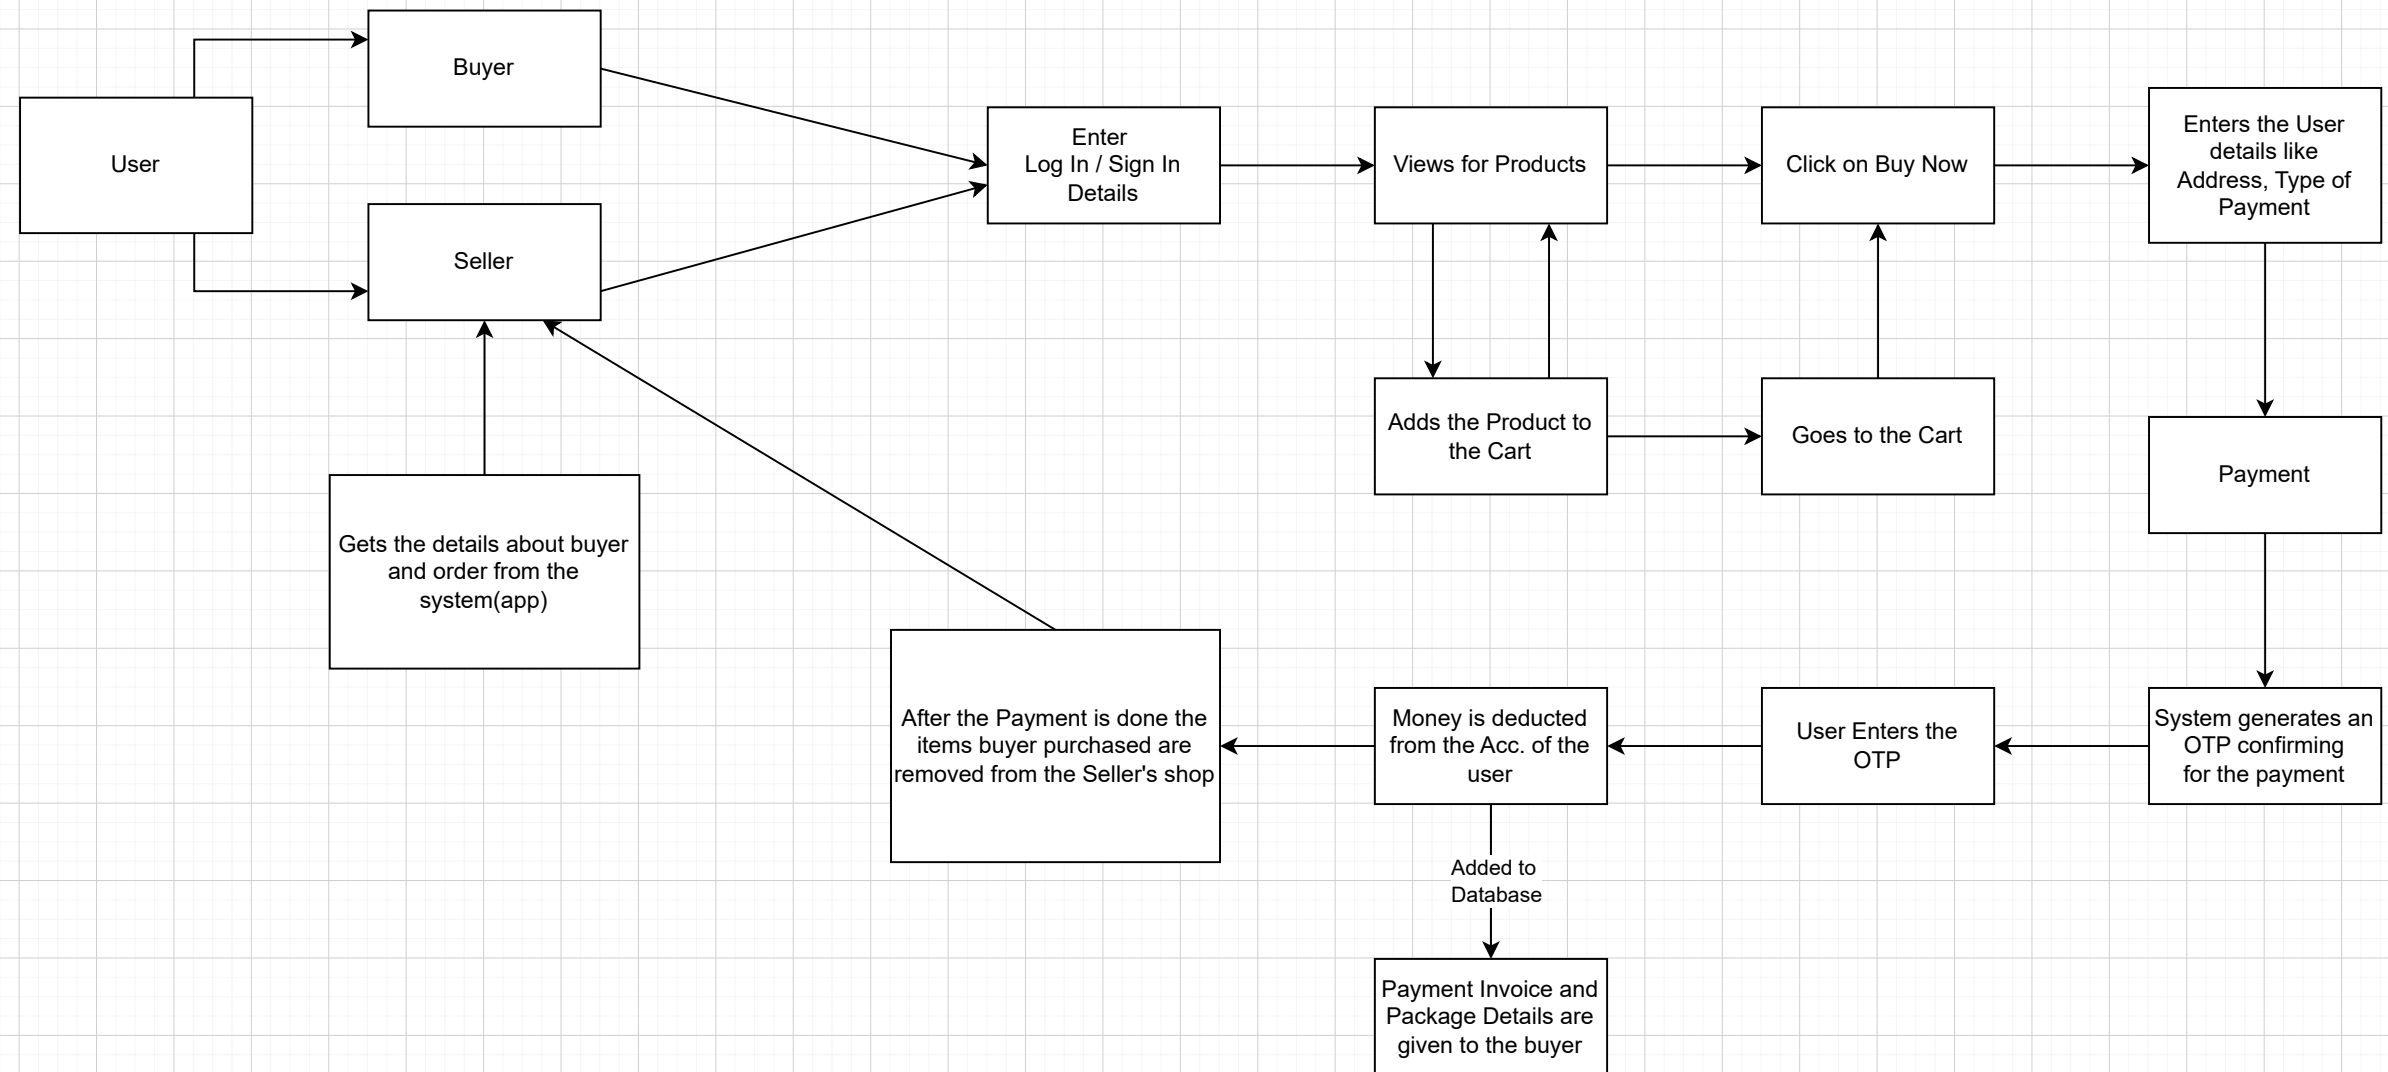 Buyer
User
Seller
Enter
Log In / Sign In
Details
Views for Products
Click on Buy Now
Enters the User
details like
Address, Type of
Payment
Adds the Product to
the Cart
Goes to the Cart
Payment
Gets the details about buyer
and order from the
system(app)
After the Payment is done the
items buyer purchased are
removed from the Seller's shop
Money is deducted
from the Acc. of the
user
User Enters the
OTP
System generates an
OTP confirming
for the payment
Added to
Database
Payment Invoice and
Package Details are
given to the buyer